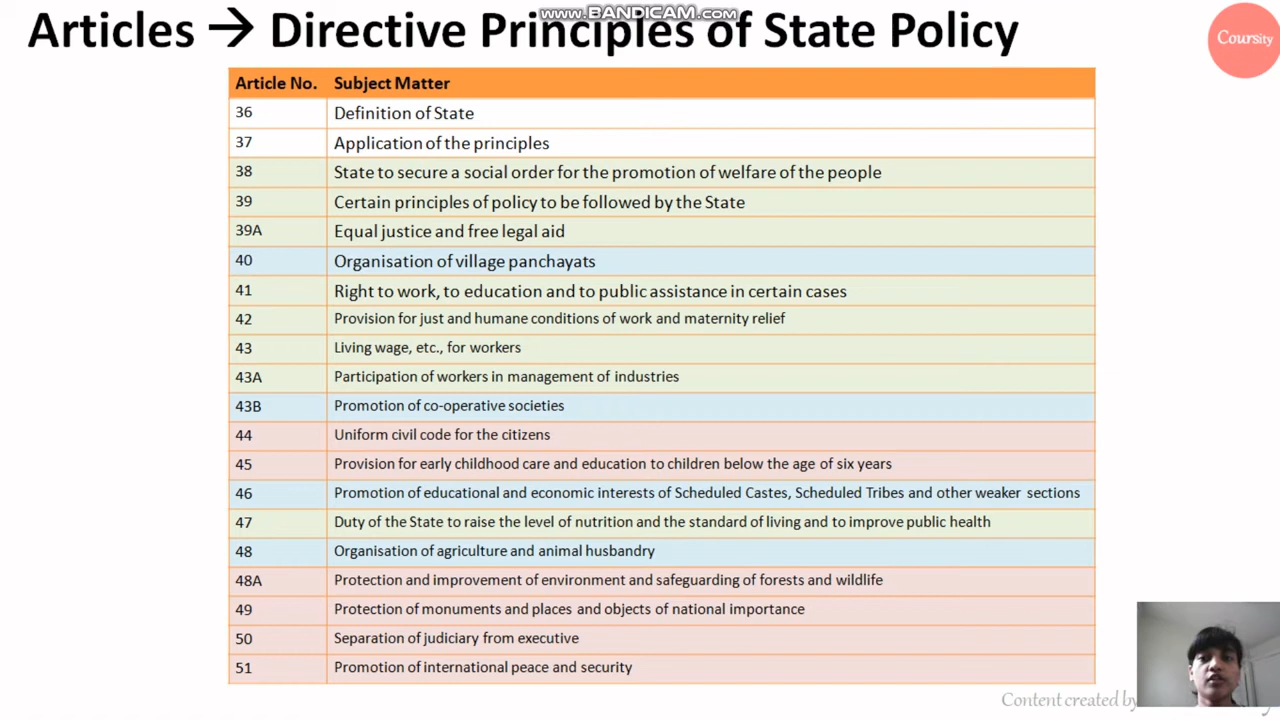 www.BANDICAM.com
Articles → Directive Principles of State Policy
Coursity
Article No. Subject Matter
36 Definition of State
37 Application of the principles
38 State to secure a social order for the promotion of welfare of the people
39 Certain principles of policy to be followed by the State
39A Equal justice and free legal aid
40 Organisation of village panchayats
41 Right to work, to education and to public assistance in certain cases
42 Provision for just and humane conditions of work and maternity relief
43 Living wage, etc., for workers
43A Participation of workers in management of industries
43B Promotion of co-operative societies
44 Uniform civil code for the citizens
45 Provision for early childhood care and education to children below the age of six years
46 Promotion of educational and economic interests of Scheduled Castes, Scheduled Tribes and other weaker sections
47 Duty of the State to raise the level of nutrition and the standard of living and to improve public health
48 Organisation of agriculture and animal husbandry
48A Protection and improvement of environment and safeguarding of forests and wildlife
49 Protection of monuments and places and objects of national importance
50 Separation of judiciary from executive
51 Promotion of international peace and security
Content created by